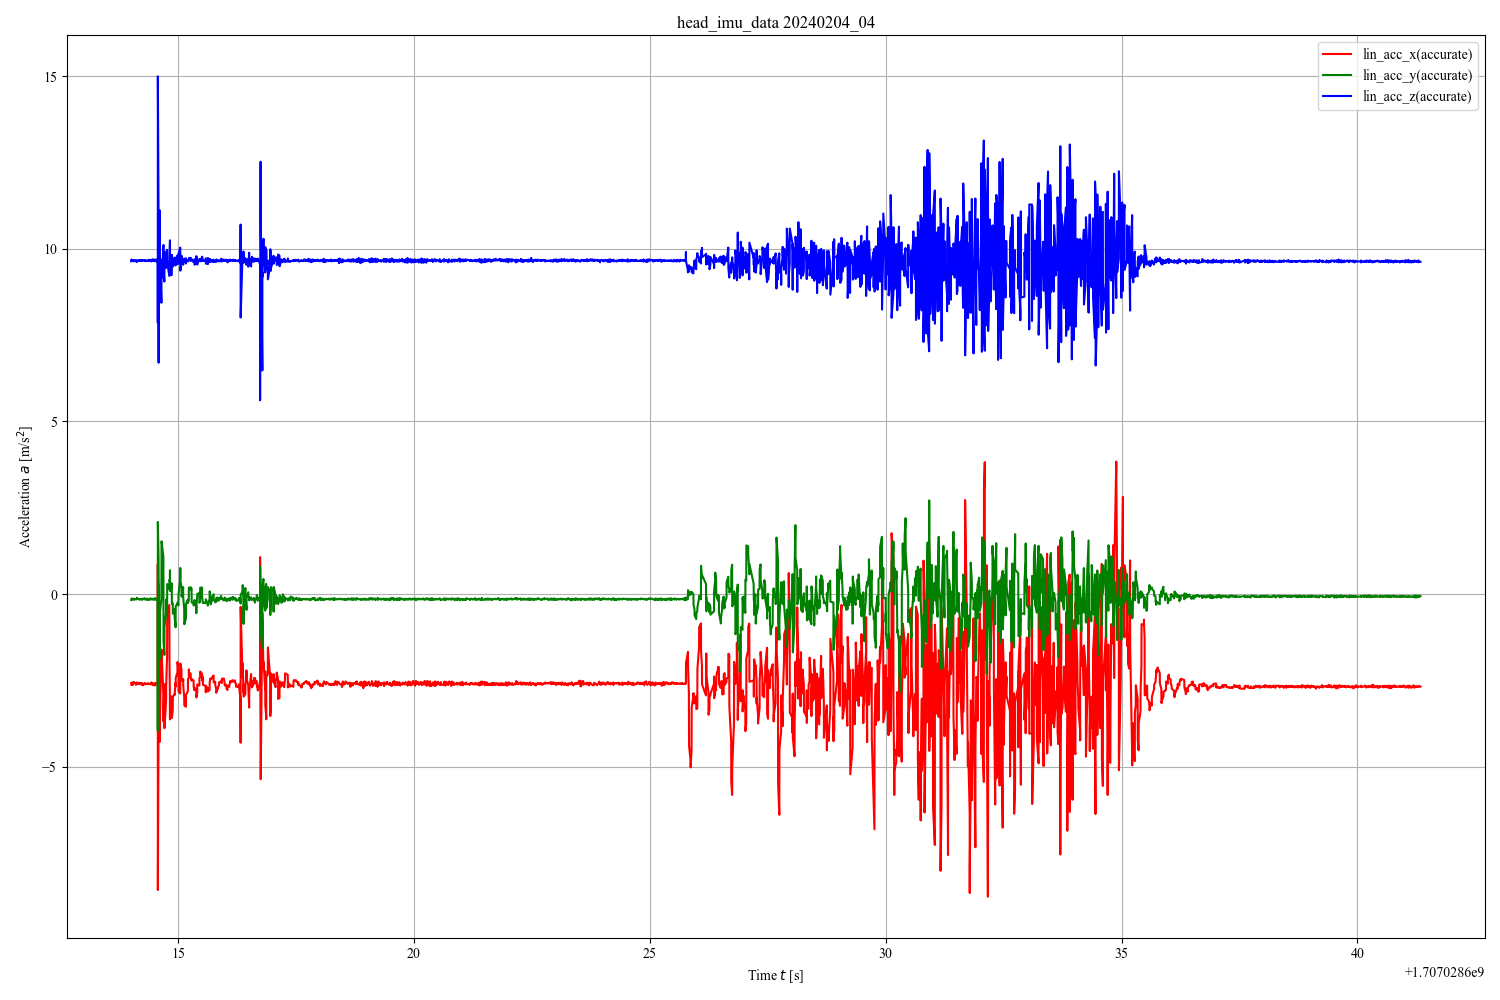 head_imu_data 20240204_04
lin_acc_x(accurate)
lin_acc_y(accurate)
lin_acc_z(accurate)
15
10
5
0
−5
Acceleration a [m/s²]
15
20
25
30
35
40
Time t [s]
+1.7070286e9